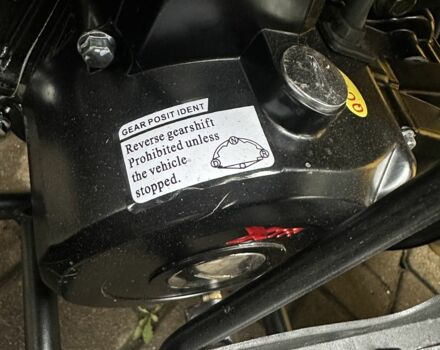 GEAR POSIT IDENT
Reverse gearshift
Prohibited unless
the vehicle
stopped.